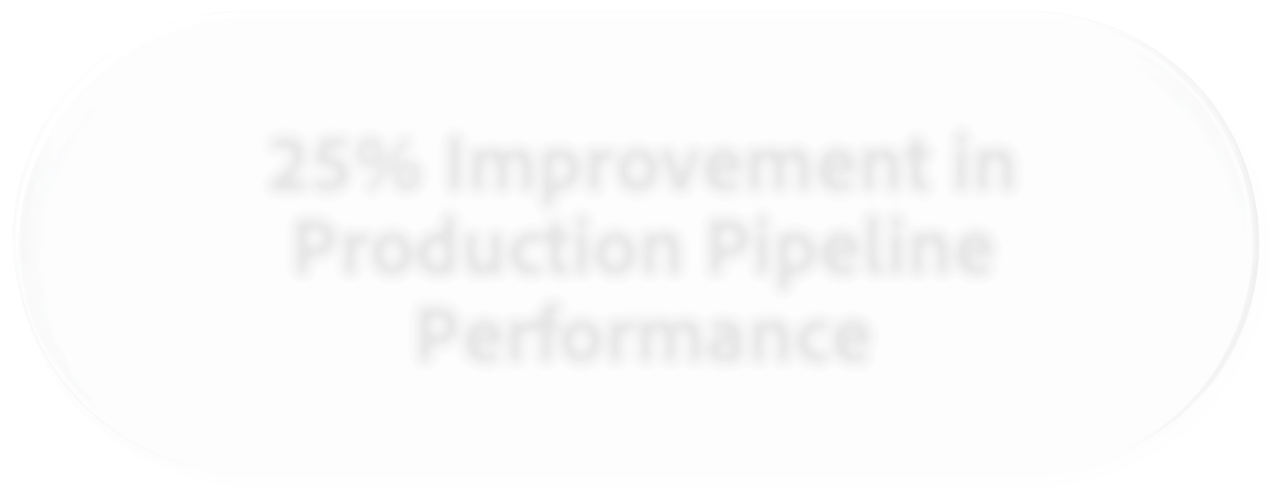 25% Improvement in
Production Pipeline
Performance